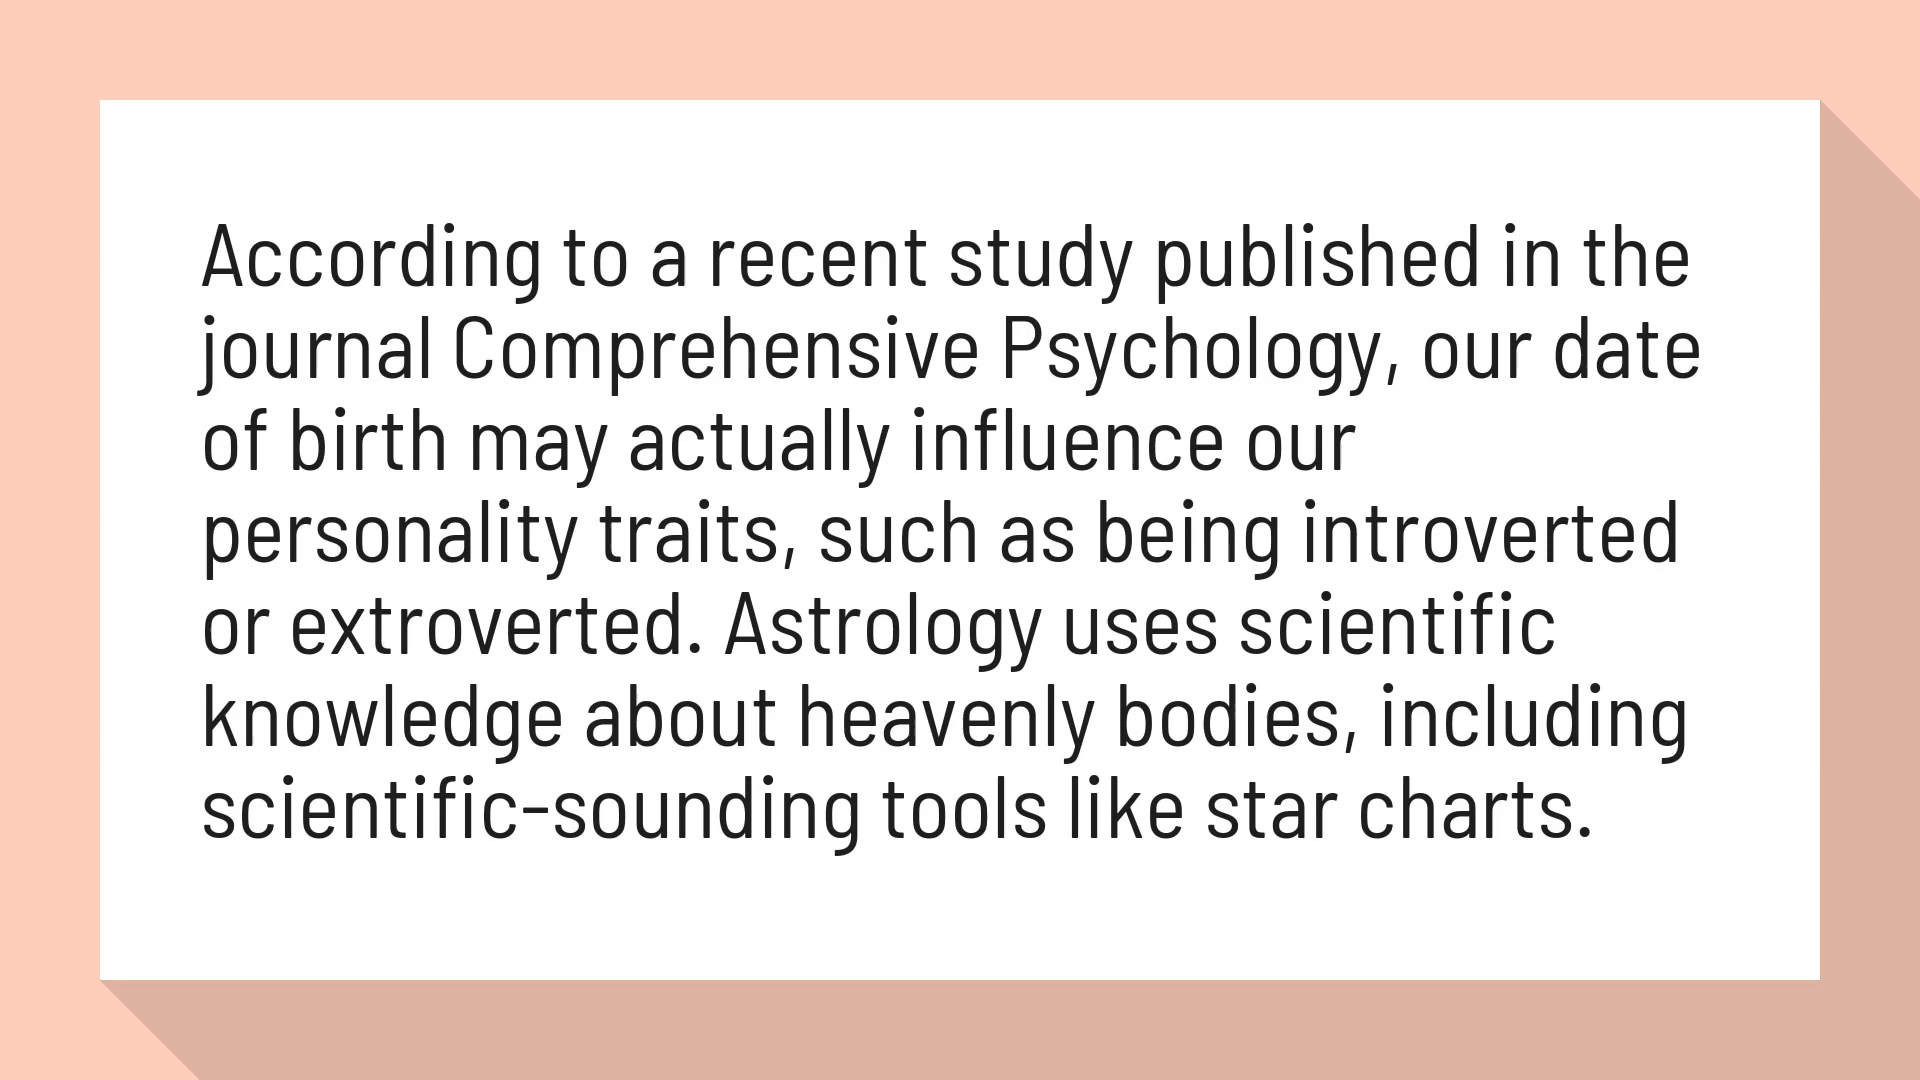 According to a recent study published in the
journal Comprehensive Psychology, our date
of birth may actually influence our
personality traits, such as being introverted
or extroverted. Astrology uses scientific
knowledge about heavenly bodies, including
scientific-sounding tools like star charts.